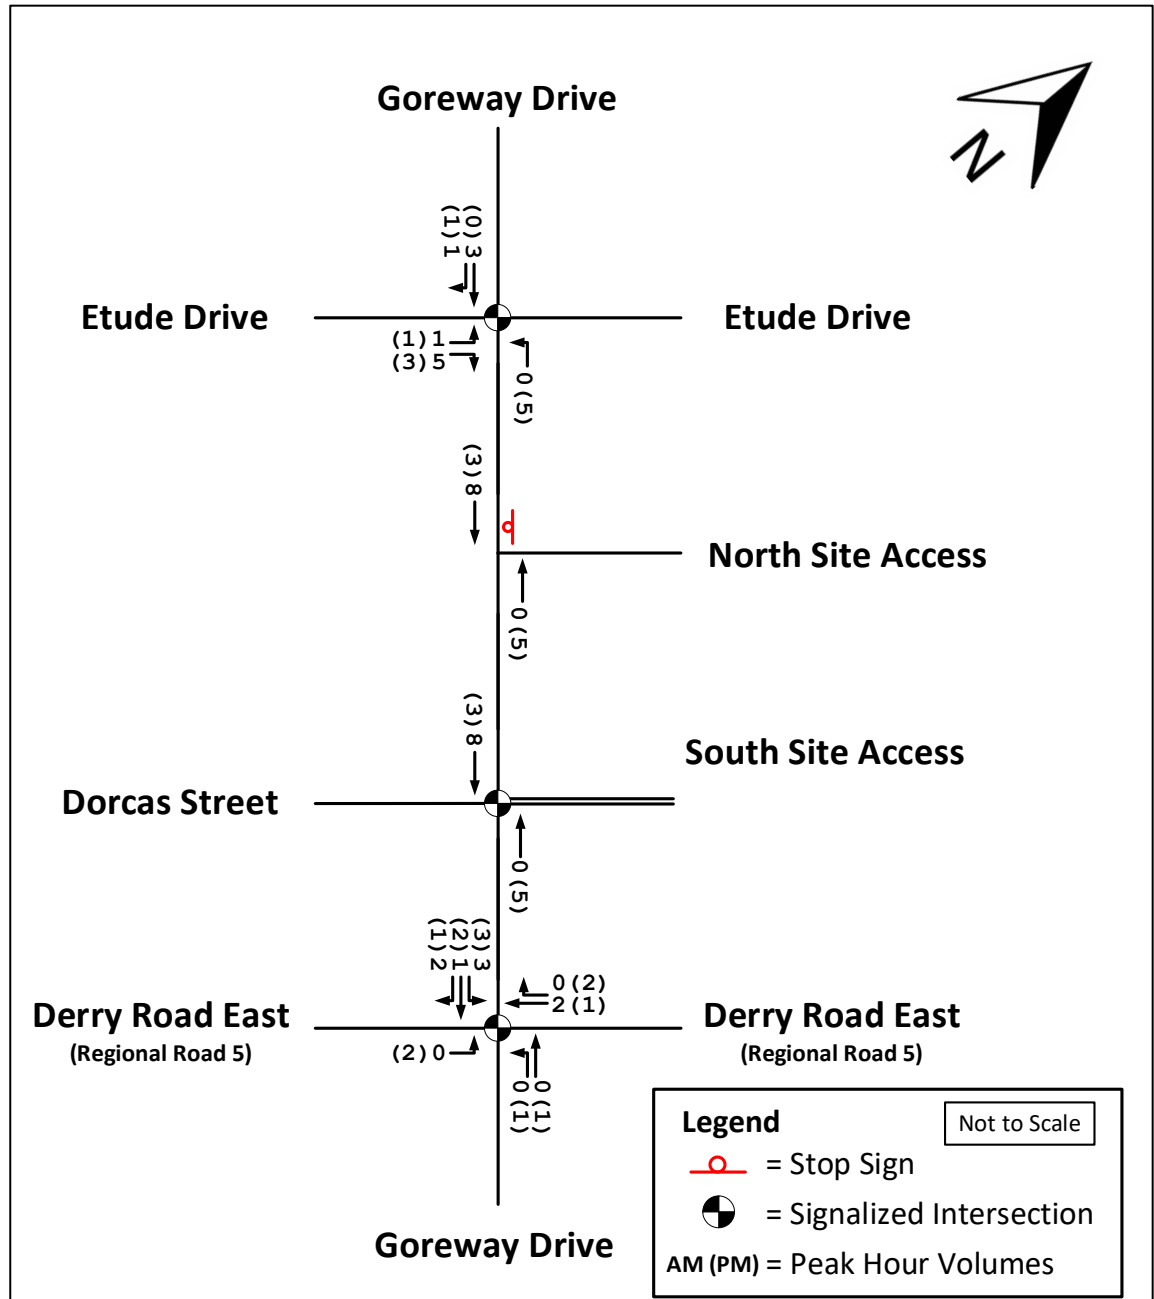 Goreway Drive
N
(0) 3
(1) 1
Etude Drive
Etude Drive
(1) 1
(3) 5
0 (5)
(3) 8
North Site Access
0 (5)
(3) 8
South Site Access
Dorcas Street
0 (5)
(3) 3
(2) 1
(1) 2
0 (2)
2 (1)
Derry Road East
(Regional Road 5)
Derry Road East
(Regional Road 5)
(2) 0
0 (1)
0 (1)
Goreway Drive
Legend
Not to Scale
= Stop Sign
= Signalized Intersection
AM (PM) = Peak Hour Volumes